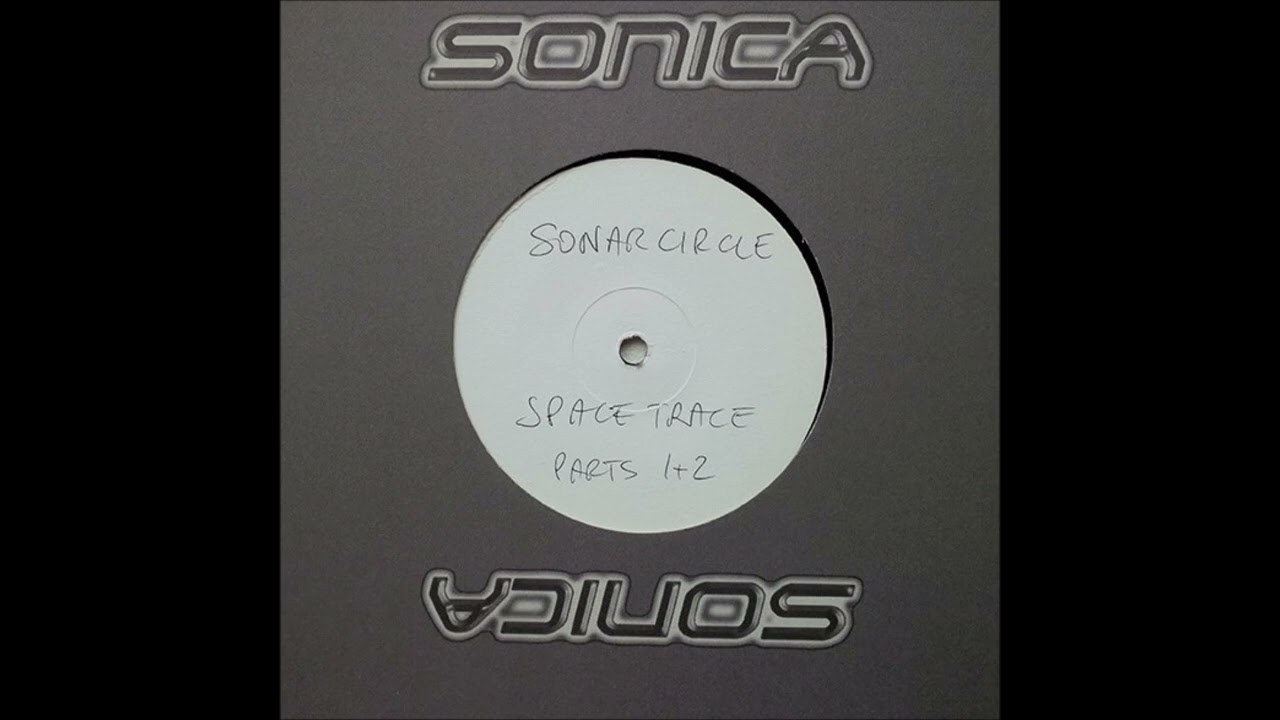 SONICA
SONAR CIRCLE
SPACE TRACE
PARTS 1+2
SONICA